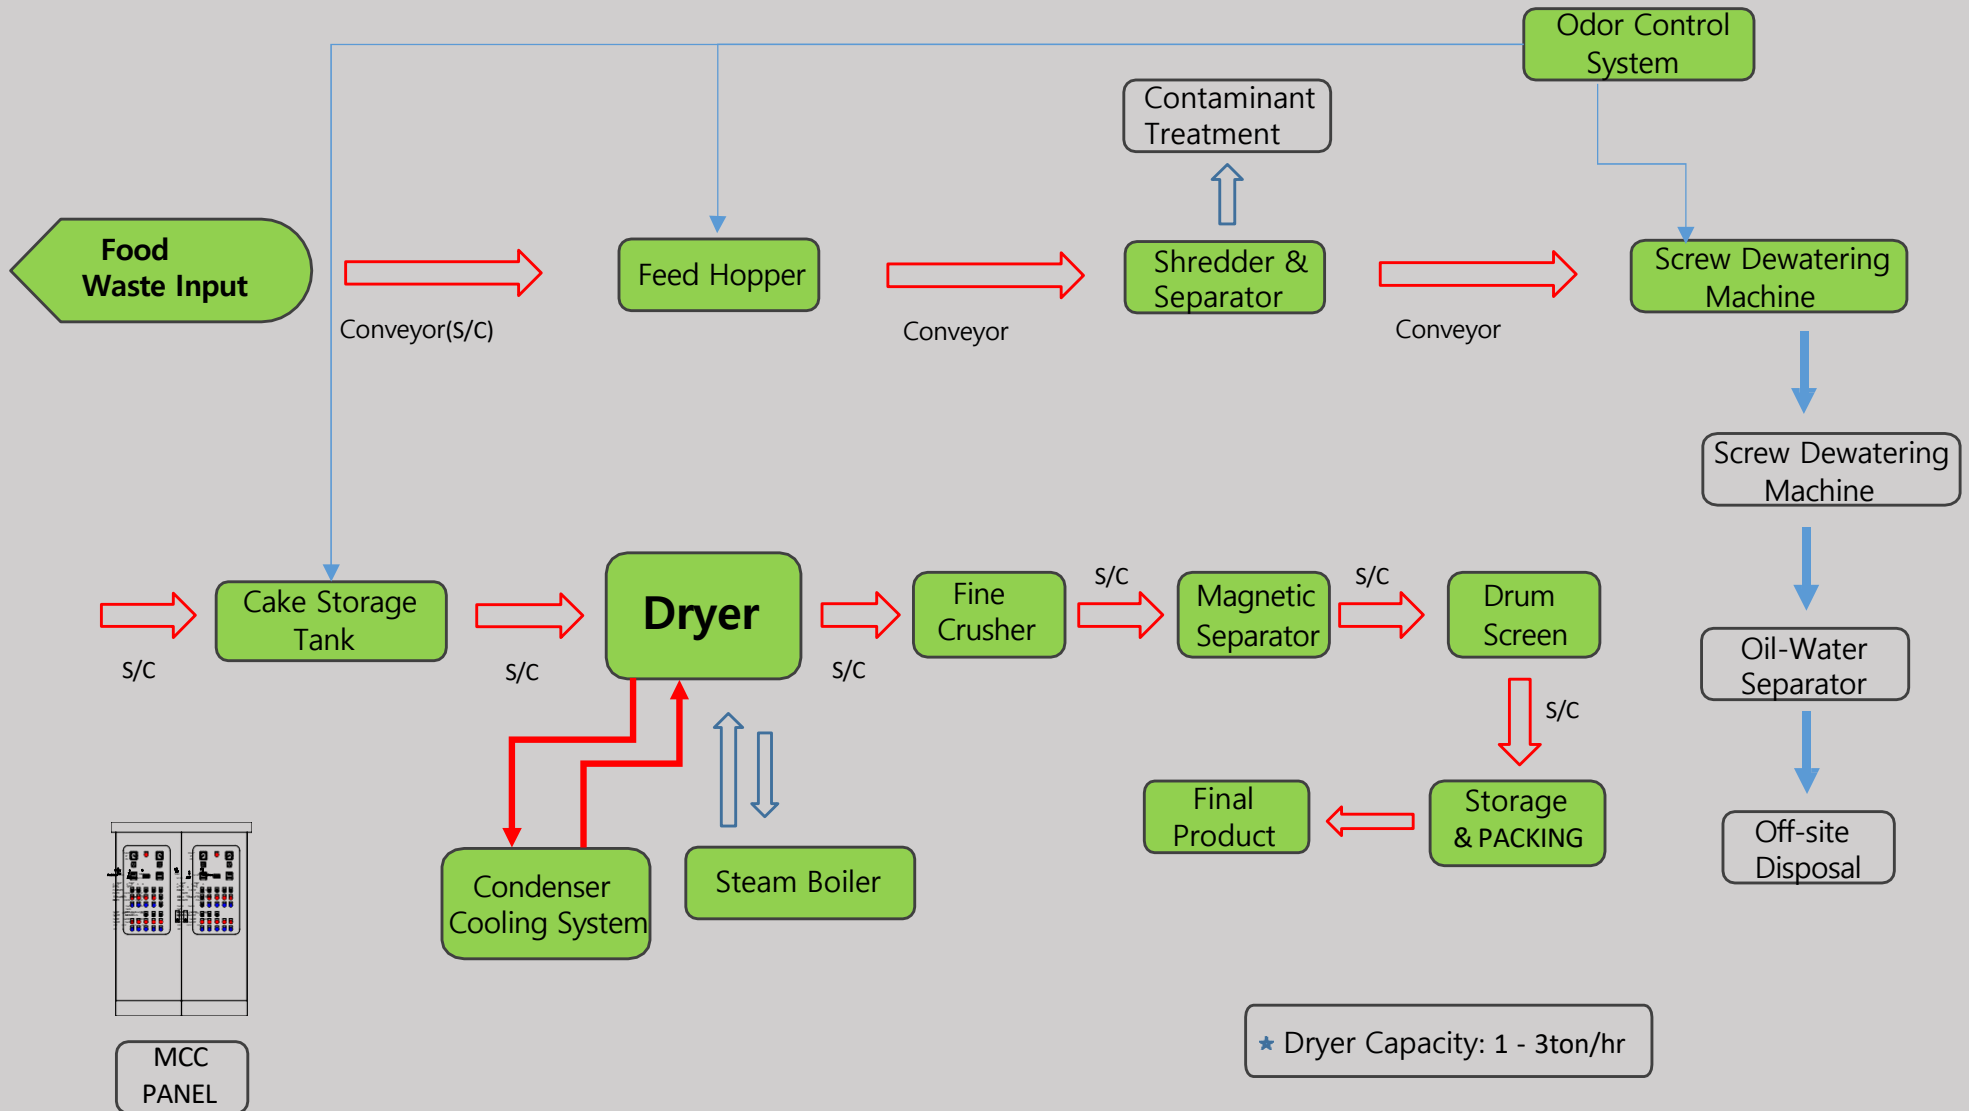 Odor Control
System
Contaminant
Treatment
Food
Waste Input
Conveyor(S/C)
Feed Hopper
Conveyor
Shredder &
Separator
Conveyor
Screw Dewatering
Machine
Screw Dewatering
Machine
S/C
Cake Storage
Tank
S/C
Dryer
S/C
Fine
Crusher
S/C
Magnetic
Separator
S/C
Drum
Screen
Oil-Water
Separator
S/C
Final
Product
Storage
& PACKING
Off-site
Disposal
Condenser
Cooling System
Steam Boiler
MCC
PANEL
Dryer Capacity: 1 - 3ton/hr